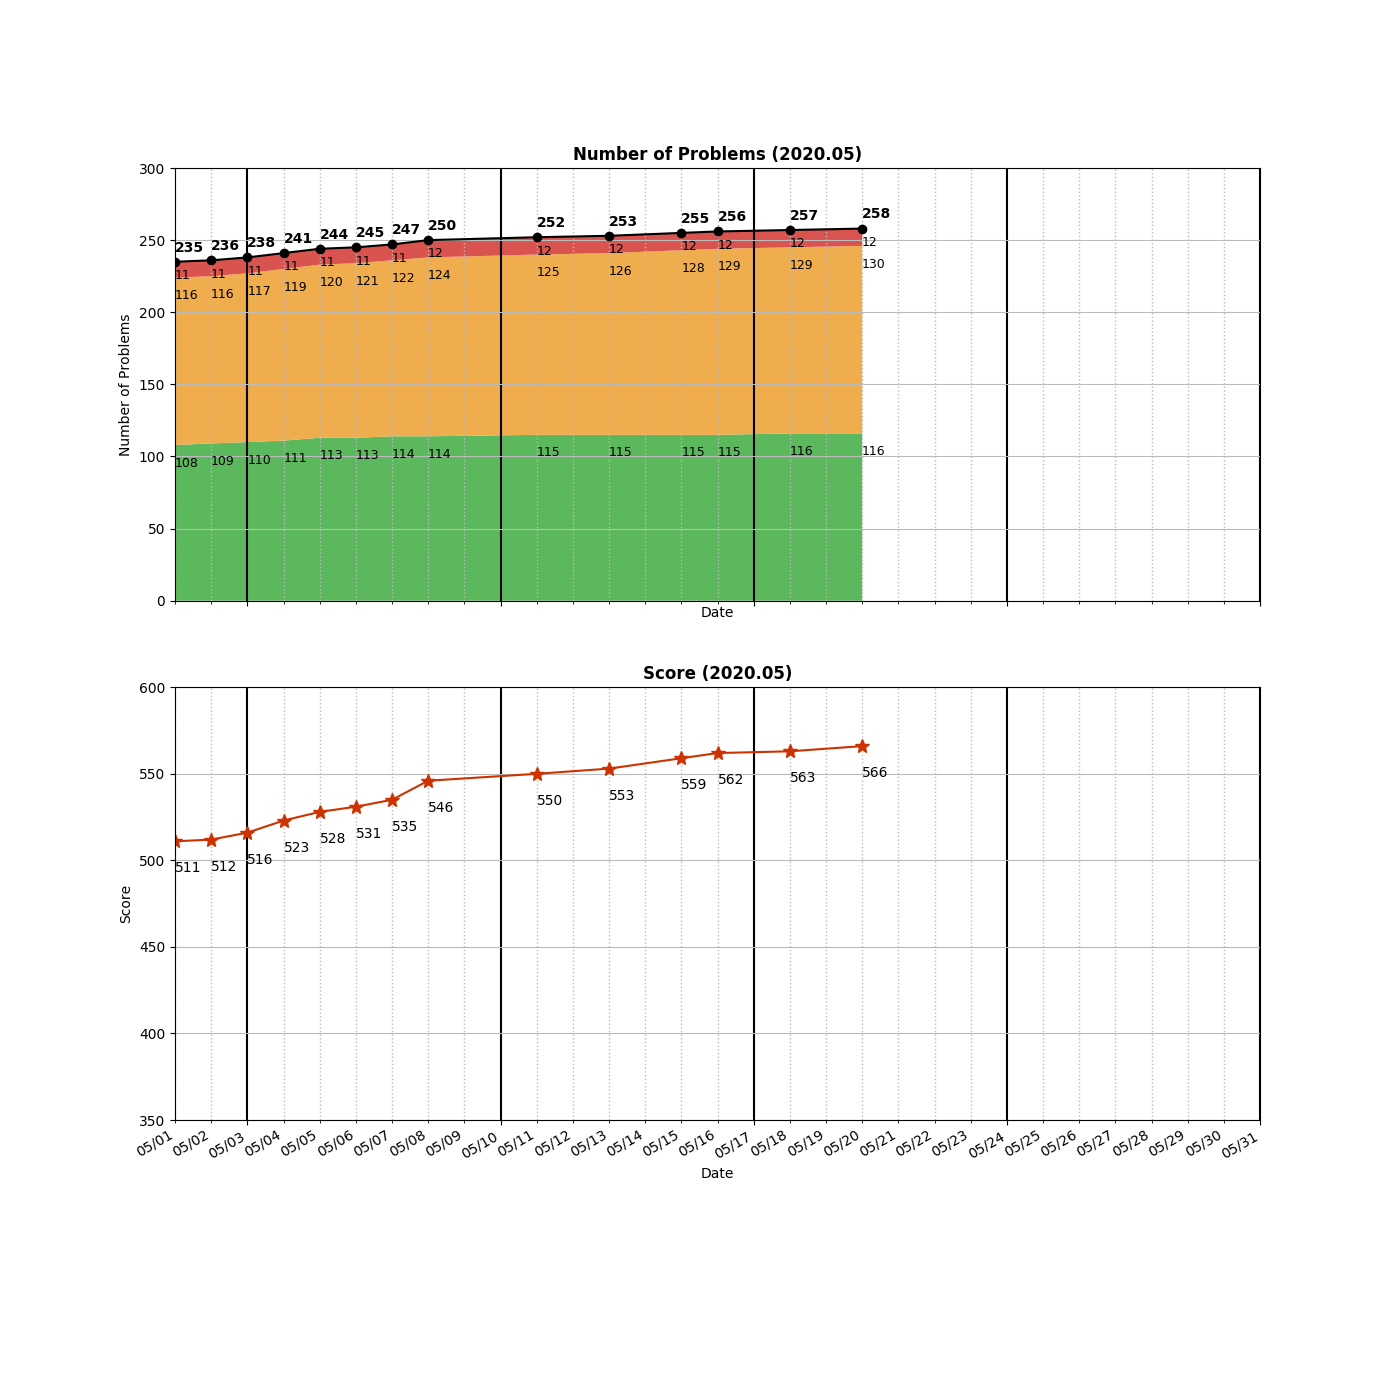 Number of Problems (2020.05)
300
250
200
150
100
50
0
Number of Problems
235 236 238 241 244 245 247 250 252 253 255 256 257 258
11 11 11 11 11 11 11 12 12 12 12 12 12 12
116 116 117 119 120 121 122 124 125 126 128 129 129 130
108 109 110 111 113 113 114 114 115 115 115 115 116 116
Date
Score (2020.05)
600
550
500
450
400
350
Score
511 512 516 523 528 531 535 546 550 553 559 562 563 566
05/01 05/02 05/03 05/04 05/05 05/06 05/07 05/08 05/09 05/10 05/11 05/12 05/13 05/14 05/15 05/16 05/17 05/18 05/19 05/20 05/21 05/22 05/23 05/24 05/25 05/26 05/27 05/28 05/29 05/30 05/31
Date